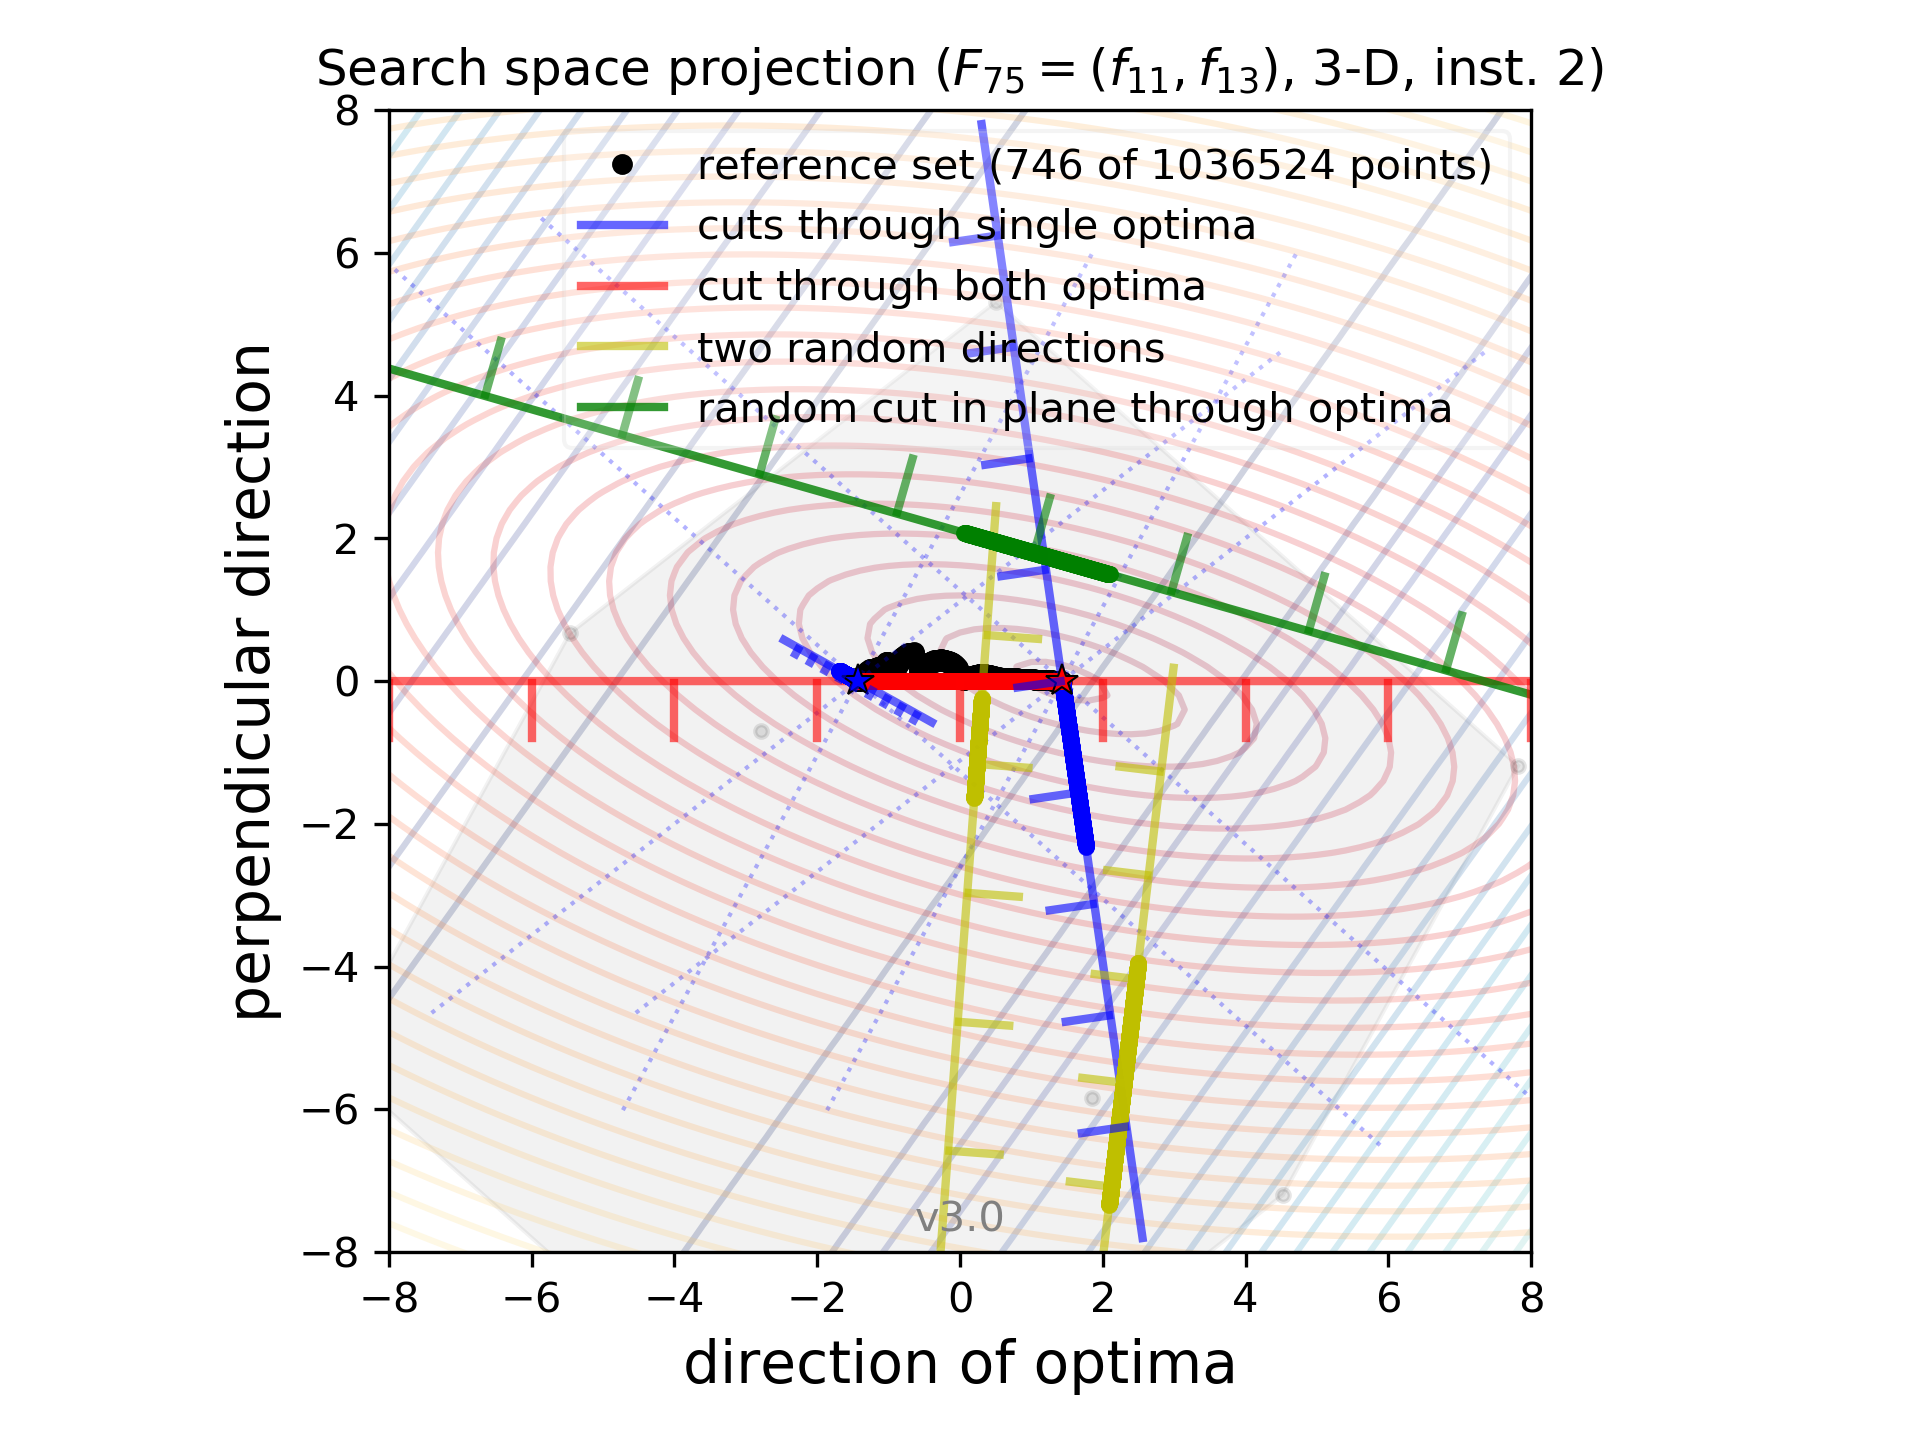 Search space projection (F75 = (f11, f13), 3-D, inst. 2)
reference set (746 of 1036524 points)
cuts through single optima
cut through both optima
two random directions
random cut in plane through optima
8
6
4
2
0
−2
−4
−6
−8
perpendicular direction
v3.0
−8 −6 −4 −2 0 2 4 6 8
direction of optima